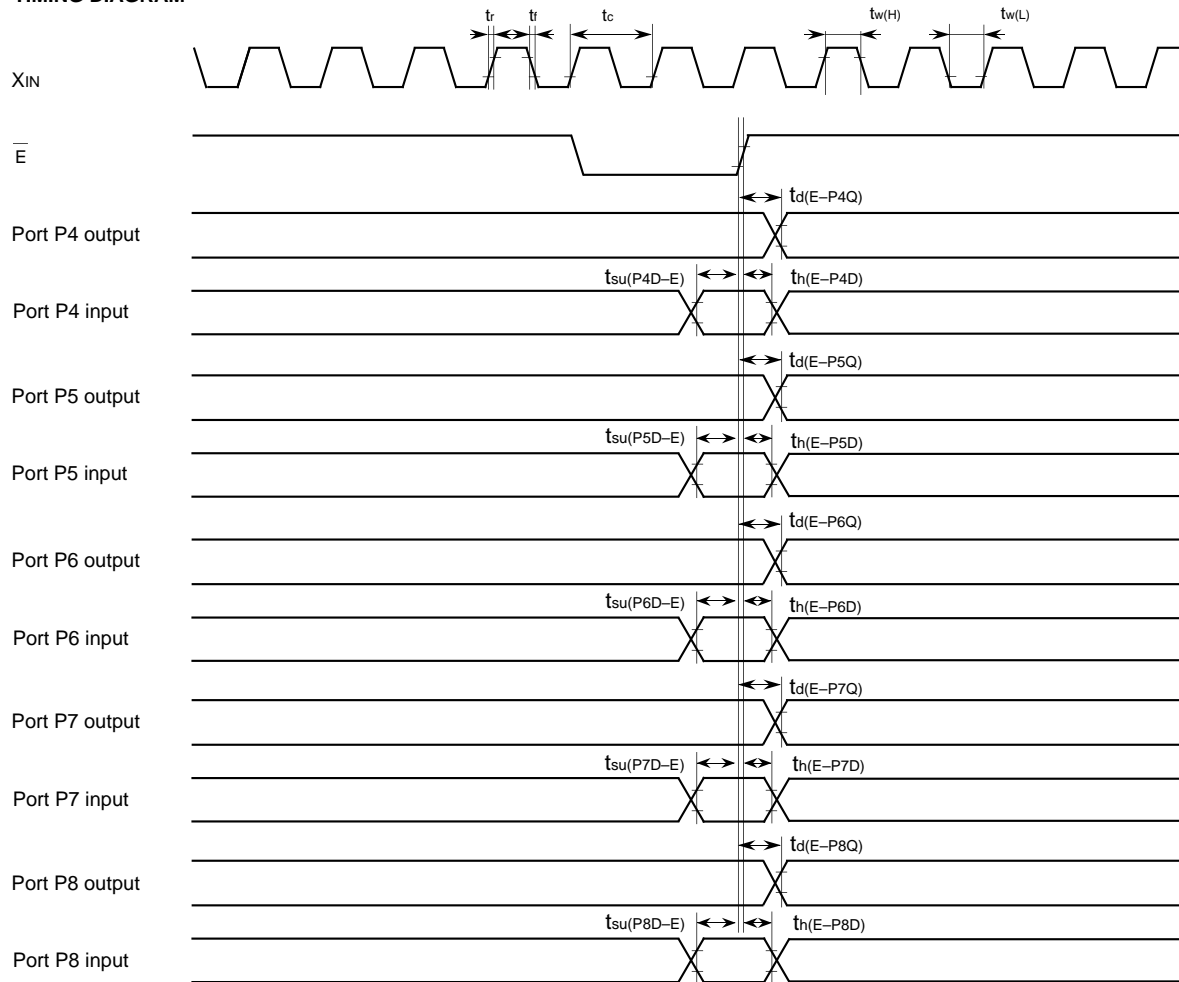 TIMING DIAGRAM
tr tf tc tw(H) tw(L)
XIN
E
td(E–P4Q)
Port P4 output
tsu(P4D–E) th(E–P4D)
Port P4 input
td(E–P5Q)
Port P5 output
tsu(P5D–E) th(E–P5D)
Port P5 input
td(E–P6Q)
Port P6 output
tsu(P6D–E) th(E–P6D)
Port P6 input
td(E–P7Q)
Port P7 output
tsu(P7D–E) th(E–P7D)
Port P7 input
td(E–P8Q)
Port P8 output
tsu(P8D–E) th(E–P8D)
Port P8 input